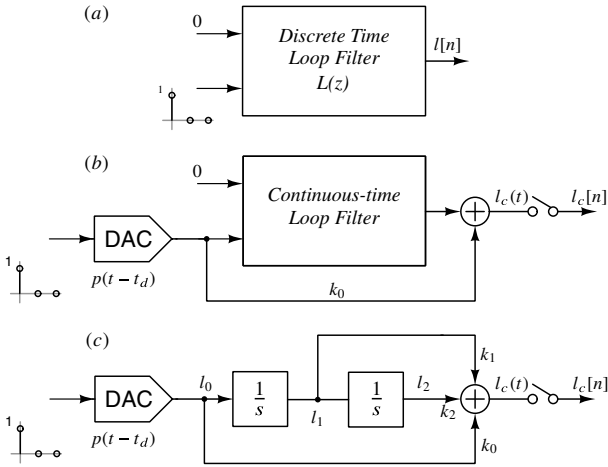 (a)
0
Discrete Time
Loop Filter
L(z)
l[n]
1
(b)
0
Continuous-time
Loop Filter
l_c(t)
l_c[n]
DAC
1
p(t − t_d)
k_0
(c)
k_1
DAC
l_0
1/s
l_1
1/s
l_2
k_2
l_c(t)
l_c[n]
1
p(t − t_d)
k_0